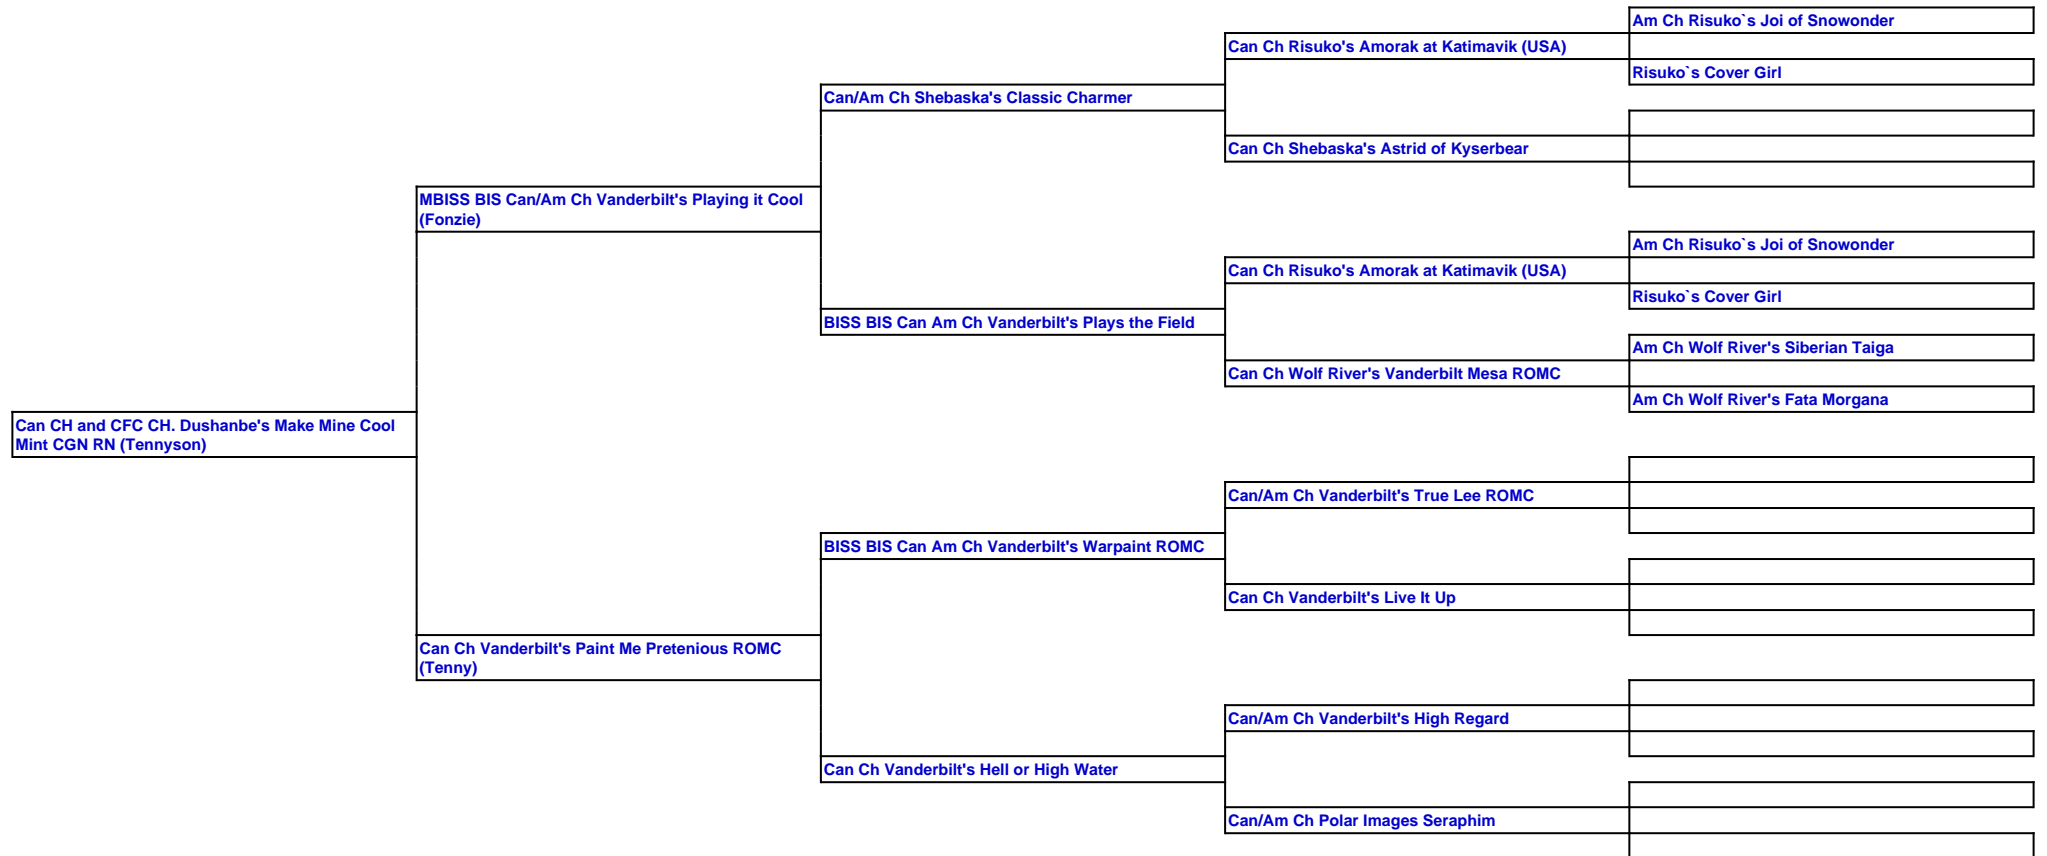 Am Ch Risuko`s Joi of Snowonder
Can Ch Risuko's Amorak at Katimavik (USA)
Risuko`s Cover Girl
Can/Am Ch Shebaska's Classic Charmer
Can Ch Shebaska's Astrid of Kyserbear
MBISS BIS Can/Am Ch Vanderbilt's Playing it Cool
(Fonzie)
Am Ch Risuko`s Joi of Snowonder
Can Ch Risuko's Amorak at Katimavik (USA)
Risuko`s Cover Girl
BISS BIS Can Am Ch Vanderbilt's Plays the Field
Am Ch Wolf River's Siberian Taiga
Can Ch Wolf River's Vanderbilt Mesa ROMC
Am Ch Wolf River's Fata Morgana
Can CH and CFC CH. Dushanbe's Make Mine Cool
Mint CGN RN (Tennyson)
Can/Am Ch Vanderbilt's True Lee ROMC
BISS BIS Can Am Ch Vanderbilt's Warpaint ROMC
Can Ch Vanderbilt's Live It Up
Can Ch Vanderbilt's Paint Me Pretenious ROMC
(Tenny)
Can/Am Ch Vanderbilt's High Regard
Can Ch Vanderbilt's Hell or High Water
Can/Am Ch Polar Images Seraphim